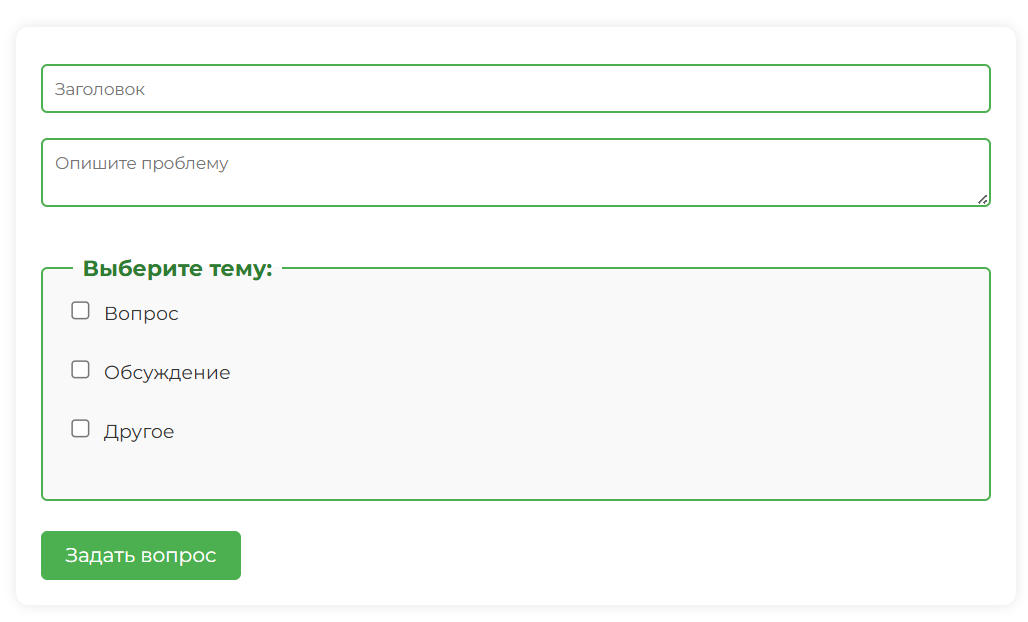 Заголовок
Опишите проблему
Выберите тему:
Вопрос
Обсуждение
Другое
Задать вопрос